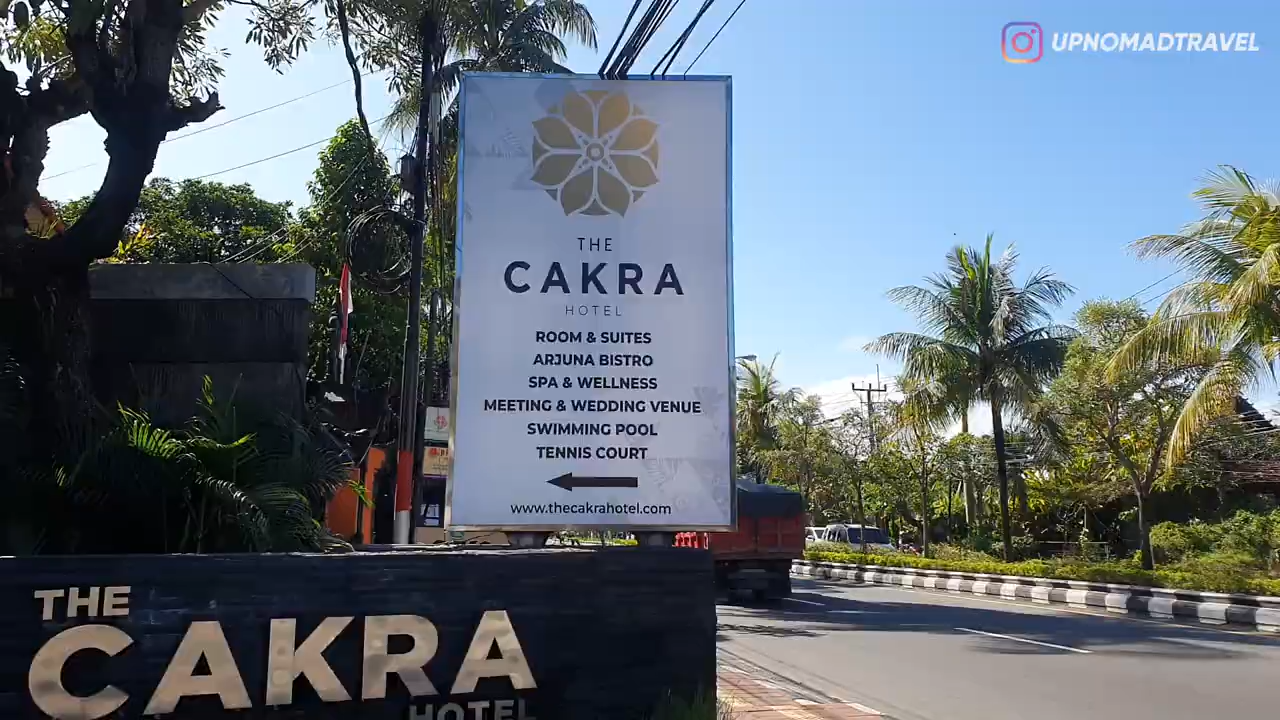 UPNOMADTRAVEL
THE
CAKRA
HOTEL
ROOM & SUITES
ARJUNA BISTRO
SPA & WELLNESS
MEETING & WEDDING VENUE
SWIMMING POOL
TENNIS COURT
www.thecakrahotel.com
THE
CAKRA
HOTEL